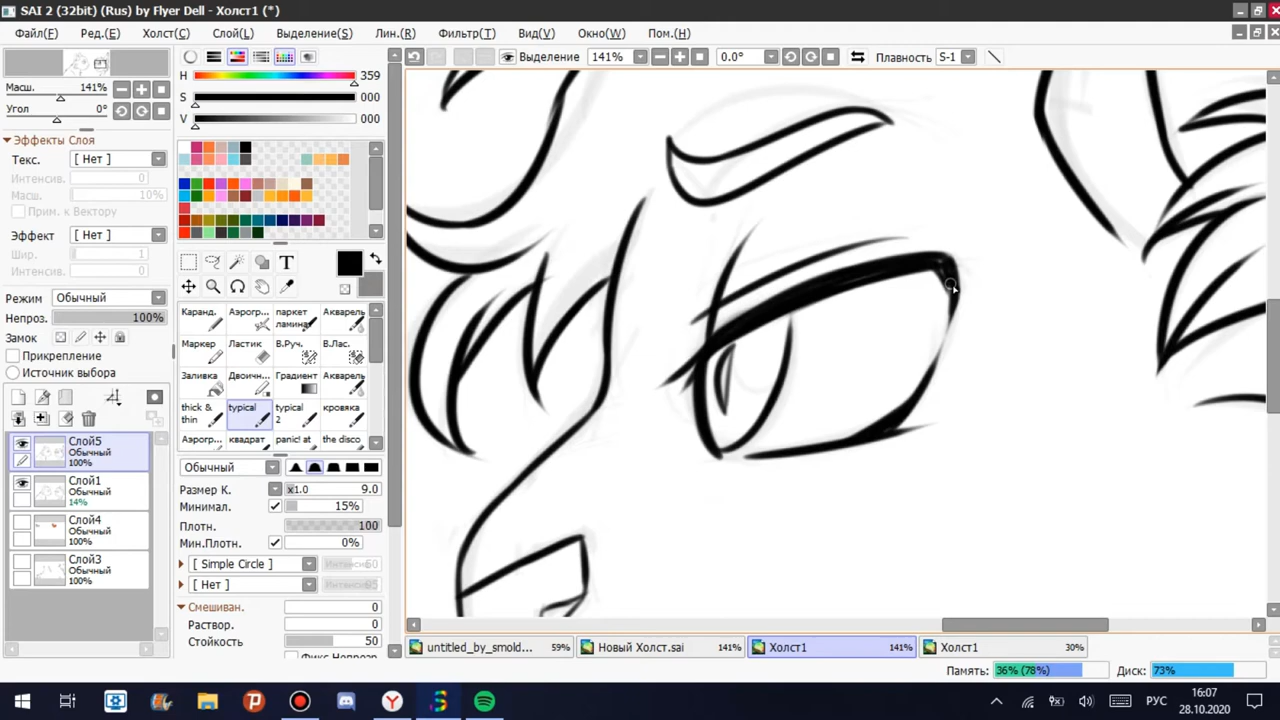 SAI 2 (32bit) (Rus) by Flyer Dell - Холст1 (*)
Файл(F) Ред.(E) Холст(C) Слой(L) Выделение(S) Лин.(R) Фильтр(T) Вид(V) Окно(W) Пом.(H)
Выделение 141% 0.0° Плавность S-1
Масш. 141%
Угол 0°
Эффекты Слоя
Текс. [ Нет ]
Интенсив. 0
Масш. 10%
Прим. к Вектору
Эффект [ Нет ]
Шир. 1
Интенсив. 0
Режим Обычный
Непроз. 100%
Замок
Прикрепление
Источник выбора
Слой5
Обычный
100%
Слой1
Обычный
14%
Слой4
Обычный
100%
Слой3
Обычный
100%
H 359
S 000
V 000
T
Каранд. Аэрогр... паркет ламина Акварель
Маркер Ластик В.Руч. В.Лас.
Заливка Двоичн... Градиент Акварель
thick & thin typical typical 2 кровяка
Аэрогр... квадрат panic! at the disco
Обычный
Размер К. x1.0 9.0
Минимал. 15%
Плотн. 100
Мин.Плотн. 0%
[ Simple Circle ]
[ Нет ]
Смешиван. 0
Раствор. 0
Стойкость 50
untitled_by_smold... 59% Новый Холст.sai 141% Холст1 141% Холст1 30%
Память: 36% (78%) Диск: 73%
РУС 16:07
28.10.2020